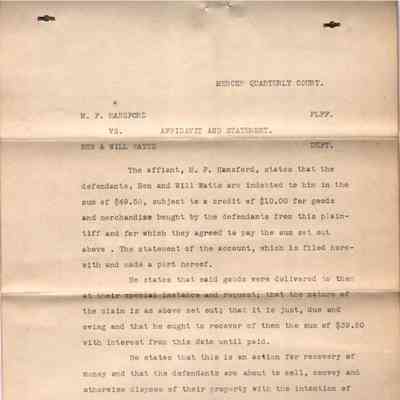 MERCER QUARTERLY COURT.
M. P. HANSFORD PLFF.
VS. AFFIDAVIT AND STATEMENT.
BEN & WILL WATTS DEFT.
The affiant, M. P. Hansford, states that the
defendants, Ben and Will Watts are indebted to him in the
sum of $49.60, subject to a credit of $10.00 for goods
and merchandise bought by the defendants from this plain-
tiff and for which they agreed to pay the sum set out
above . The statement of the account, which is filed here-
with and made a part hereof.
He states that said goods were delivered to them
at their special instance and request; that the nature of
the claim is as above set out; that it is just, due and
owing and that he ought to recover of them the sum of $39.60
with interest from this date until paid.
He states that this is an action for recovery of
money and that the defendants are about to sell, convey and
otherwise dispose of their property with the intention of